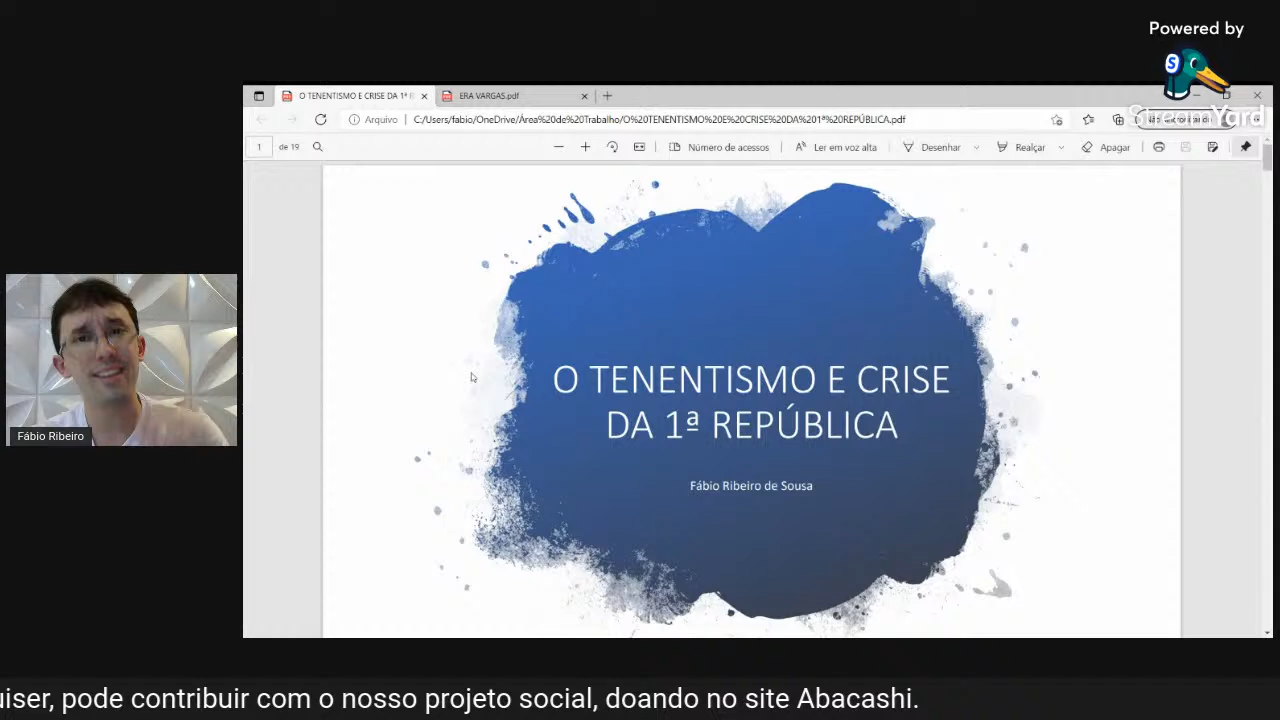 Powered by
StreamYard
O TENENTISMO E CRISE DA 1ª R
ERA VARGAS.pdf
Arquivo
C:/Users/fabio/OneDrive/Área%20de%20Trabalho/O%20TENENTISMO%20E%20CRISE%20DA%201ª%20REPÚBLICA.pdf
1 de 19
Número de acessos
Ler em voz alta
Desenhar
Realçar
Apagar
O TENENTISMO E CRISE
DA 1ª REPÚBLICA
Fábio Ribeiro de Sousa
Fábio Ribeiro
uiser, pode contribuir com o nosso projeto social, doando no site Abacashi.